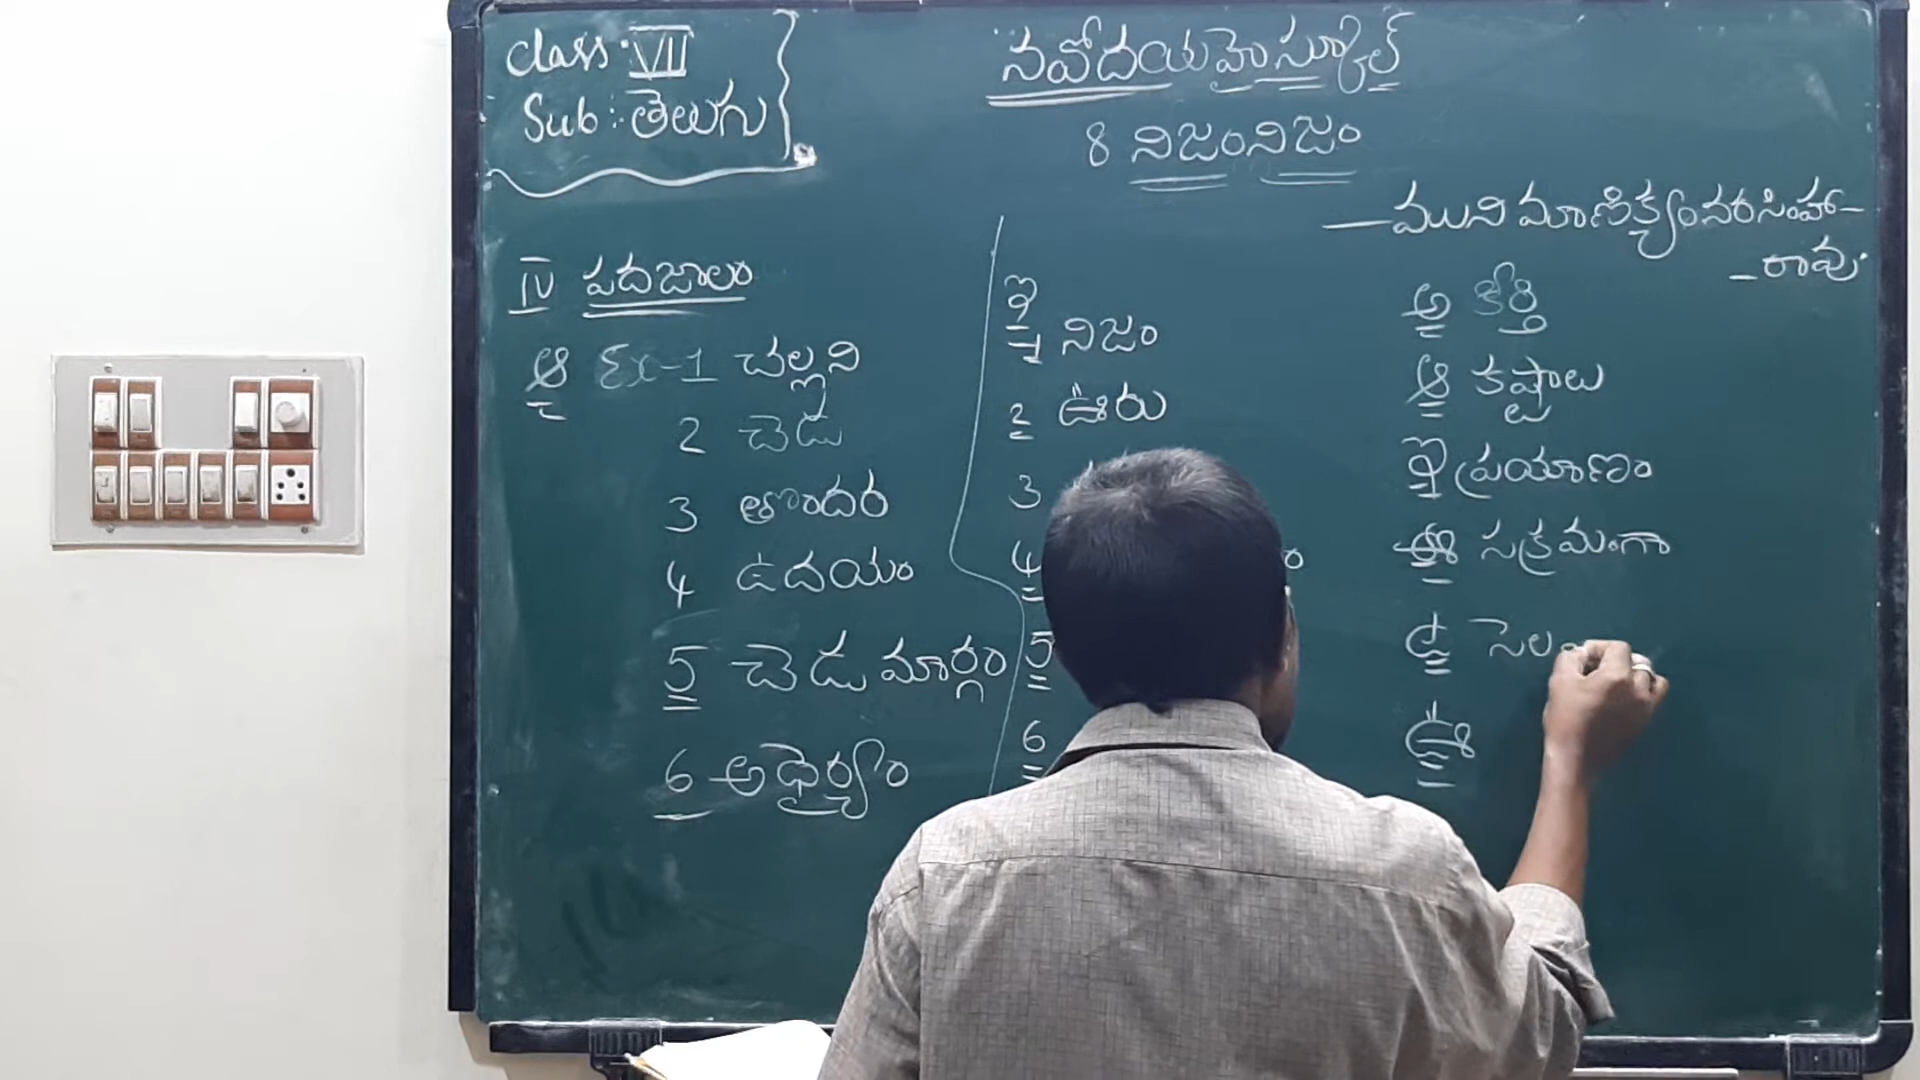 Class : VII
Sub : తెలుగు
నవోదయ హై స్కూల్
8 నిజం నిజం
— ముని మాణిక్యం నరసింహా –
– రావు
IV పదజాలం
ఆ Ex-1 చల్లని
2 చెడు
3 తొందర
4 ఉదయం
5 చెడు మార్గం
6 అధైర్యం
ఇ
1 నిజం
2 ఊరు
3
4
5
6
అ కీర్తి
ఆ కష్టాలు
ఇ ప్రయాణం
ఈ సక్రమంగా
ఉ
ఊ